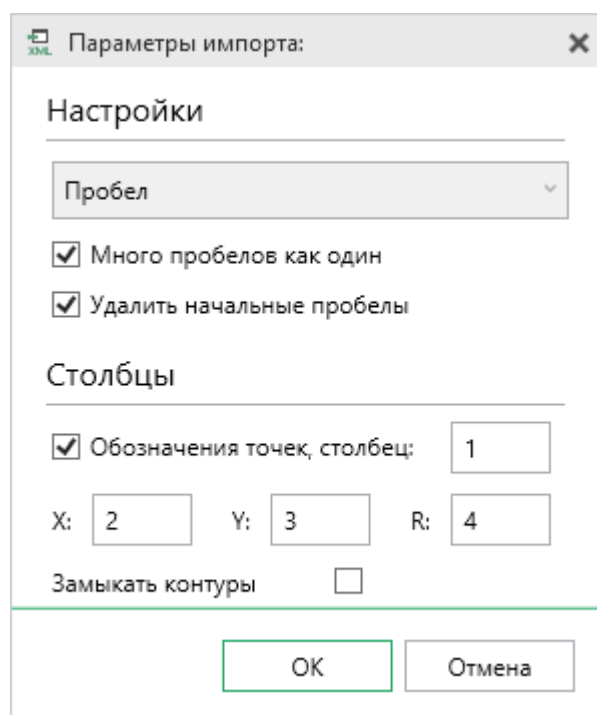 XML Параметры импорта:
Настройки
Пробел
Много пробелов как один
Удалить начальные пробелы
Столбцы
Обозначения точек, столбец: 1
X: 2 Y: 3 R: 4
Замыкать контуры
ОК Отмена